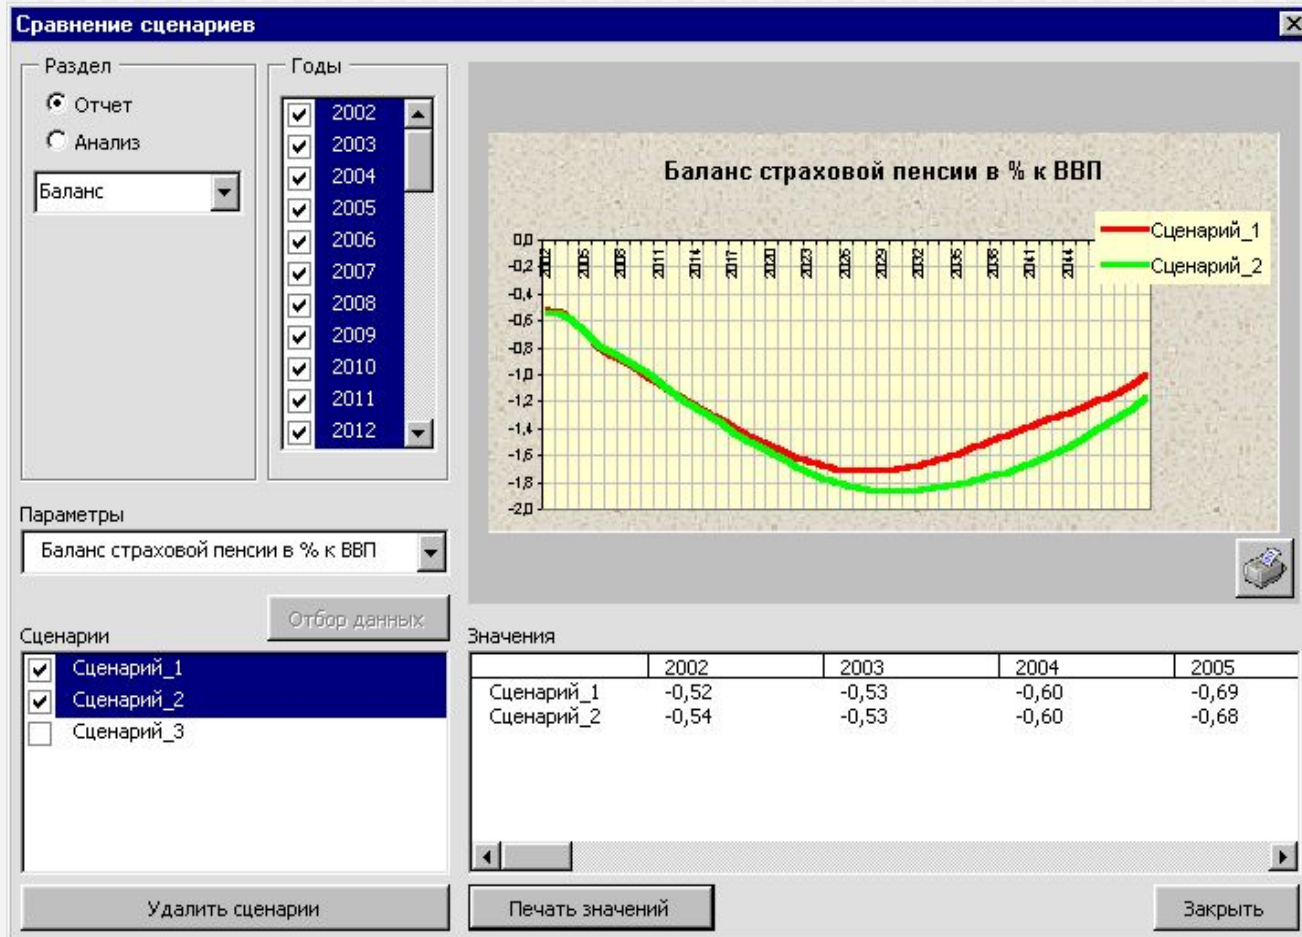 Сравнение сценариев
Раздел
Отчет
Анализ
Баланс
Годы
2002
2003
2004
2005
2006
2007
2008
2009
2010
2011
2012
Баланс страховой пенсии в % к ВВП
Сценарий_1
Сценарий_2
0,0
-0,2
-0,4
-0,6
-0,8
-1,0
-1,2
-1,4
-1,6
-1,8
-2,0
2002 2005 2008 2011 2014 2017 2020 2023 2026 2029 2032 2035 2038 2041 2044
Параметры
Баланс страховой пенсии в % к ВВП
Отбор данных
Сценарии
Сценарий_1
Сценарий_2
Сценарий_3
Значения
2002 2003 2004 2005
Сценарий_1 -0,52 -0,53 -0,60 -0,69
Сценарий_2 -0,54 -0,53 -0,60 -0,68
Удалить сценарии
Печать значений
Закрыть